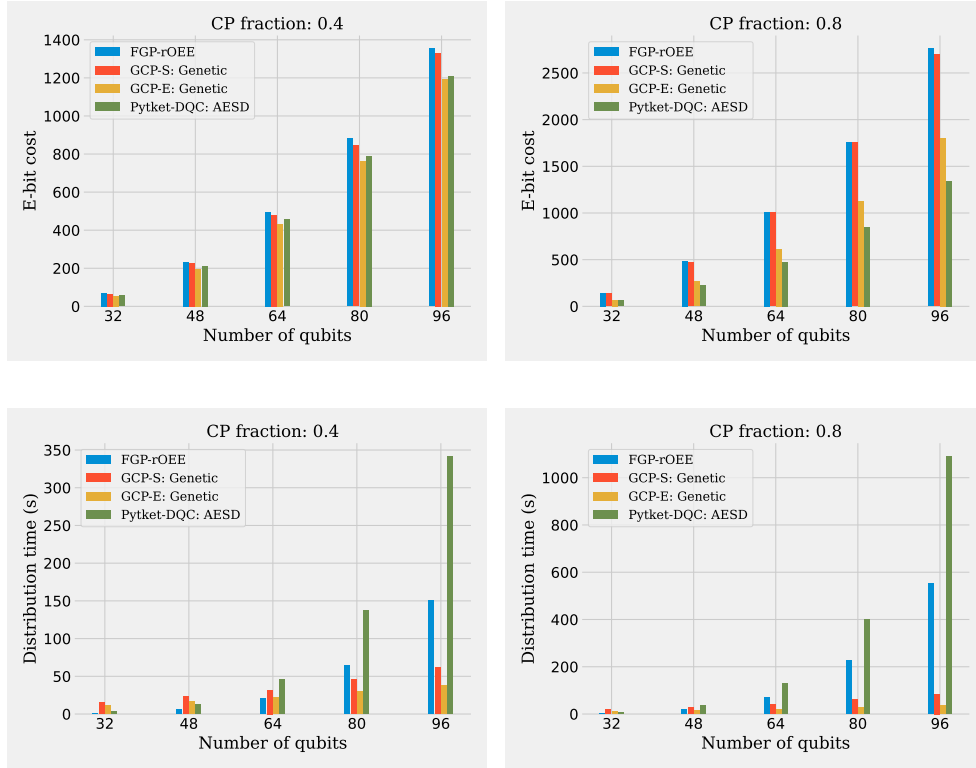 CP fraction: 0.4
1400
1200
1000
800
600
400
200
0
E-bit cost
FGP-rOEE
GCP-S: Genetic
GCP-E: Genetic
Pytket-DQC: AESD
32 48 64 80 96
Number of qubits
CP fraction: 0.8
2500
2000
1500
1000
500
0
E-bit cost
FGP-rOEE
GCP-S: Genetic
GCP-E: Genetic
Pytket-DQC: AESD
32 48 64 80 96
Number of qubits
CP fraction: 0.4
350
300
250
200
150
100
50
0
Distribution time (s)
FGP-rOEE
GCP-S: Genetic
GCP-E: Genetic
Pytket-DQC: AESD
32 48 64 80 96
Number of qubits
CP fraction: 0.8
1000
800
600
400
200
0
Distribution time (s)
FGP-rOEE
GCP-S: Genetic
GCP-E: Genetic
Pytket-DQC: AESD
32 48 64 80 96
Number of qubits